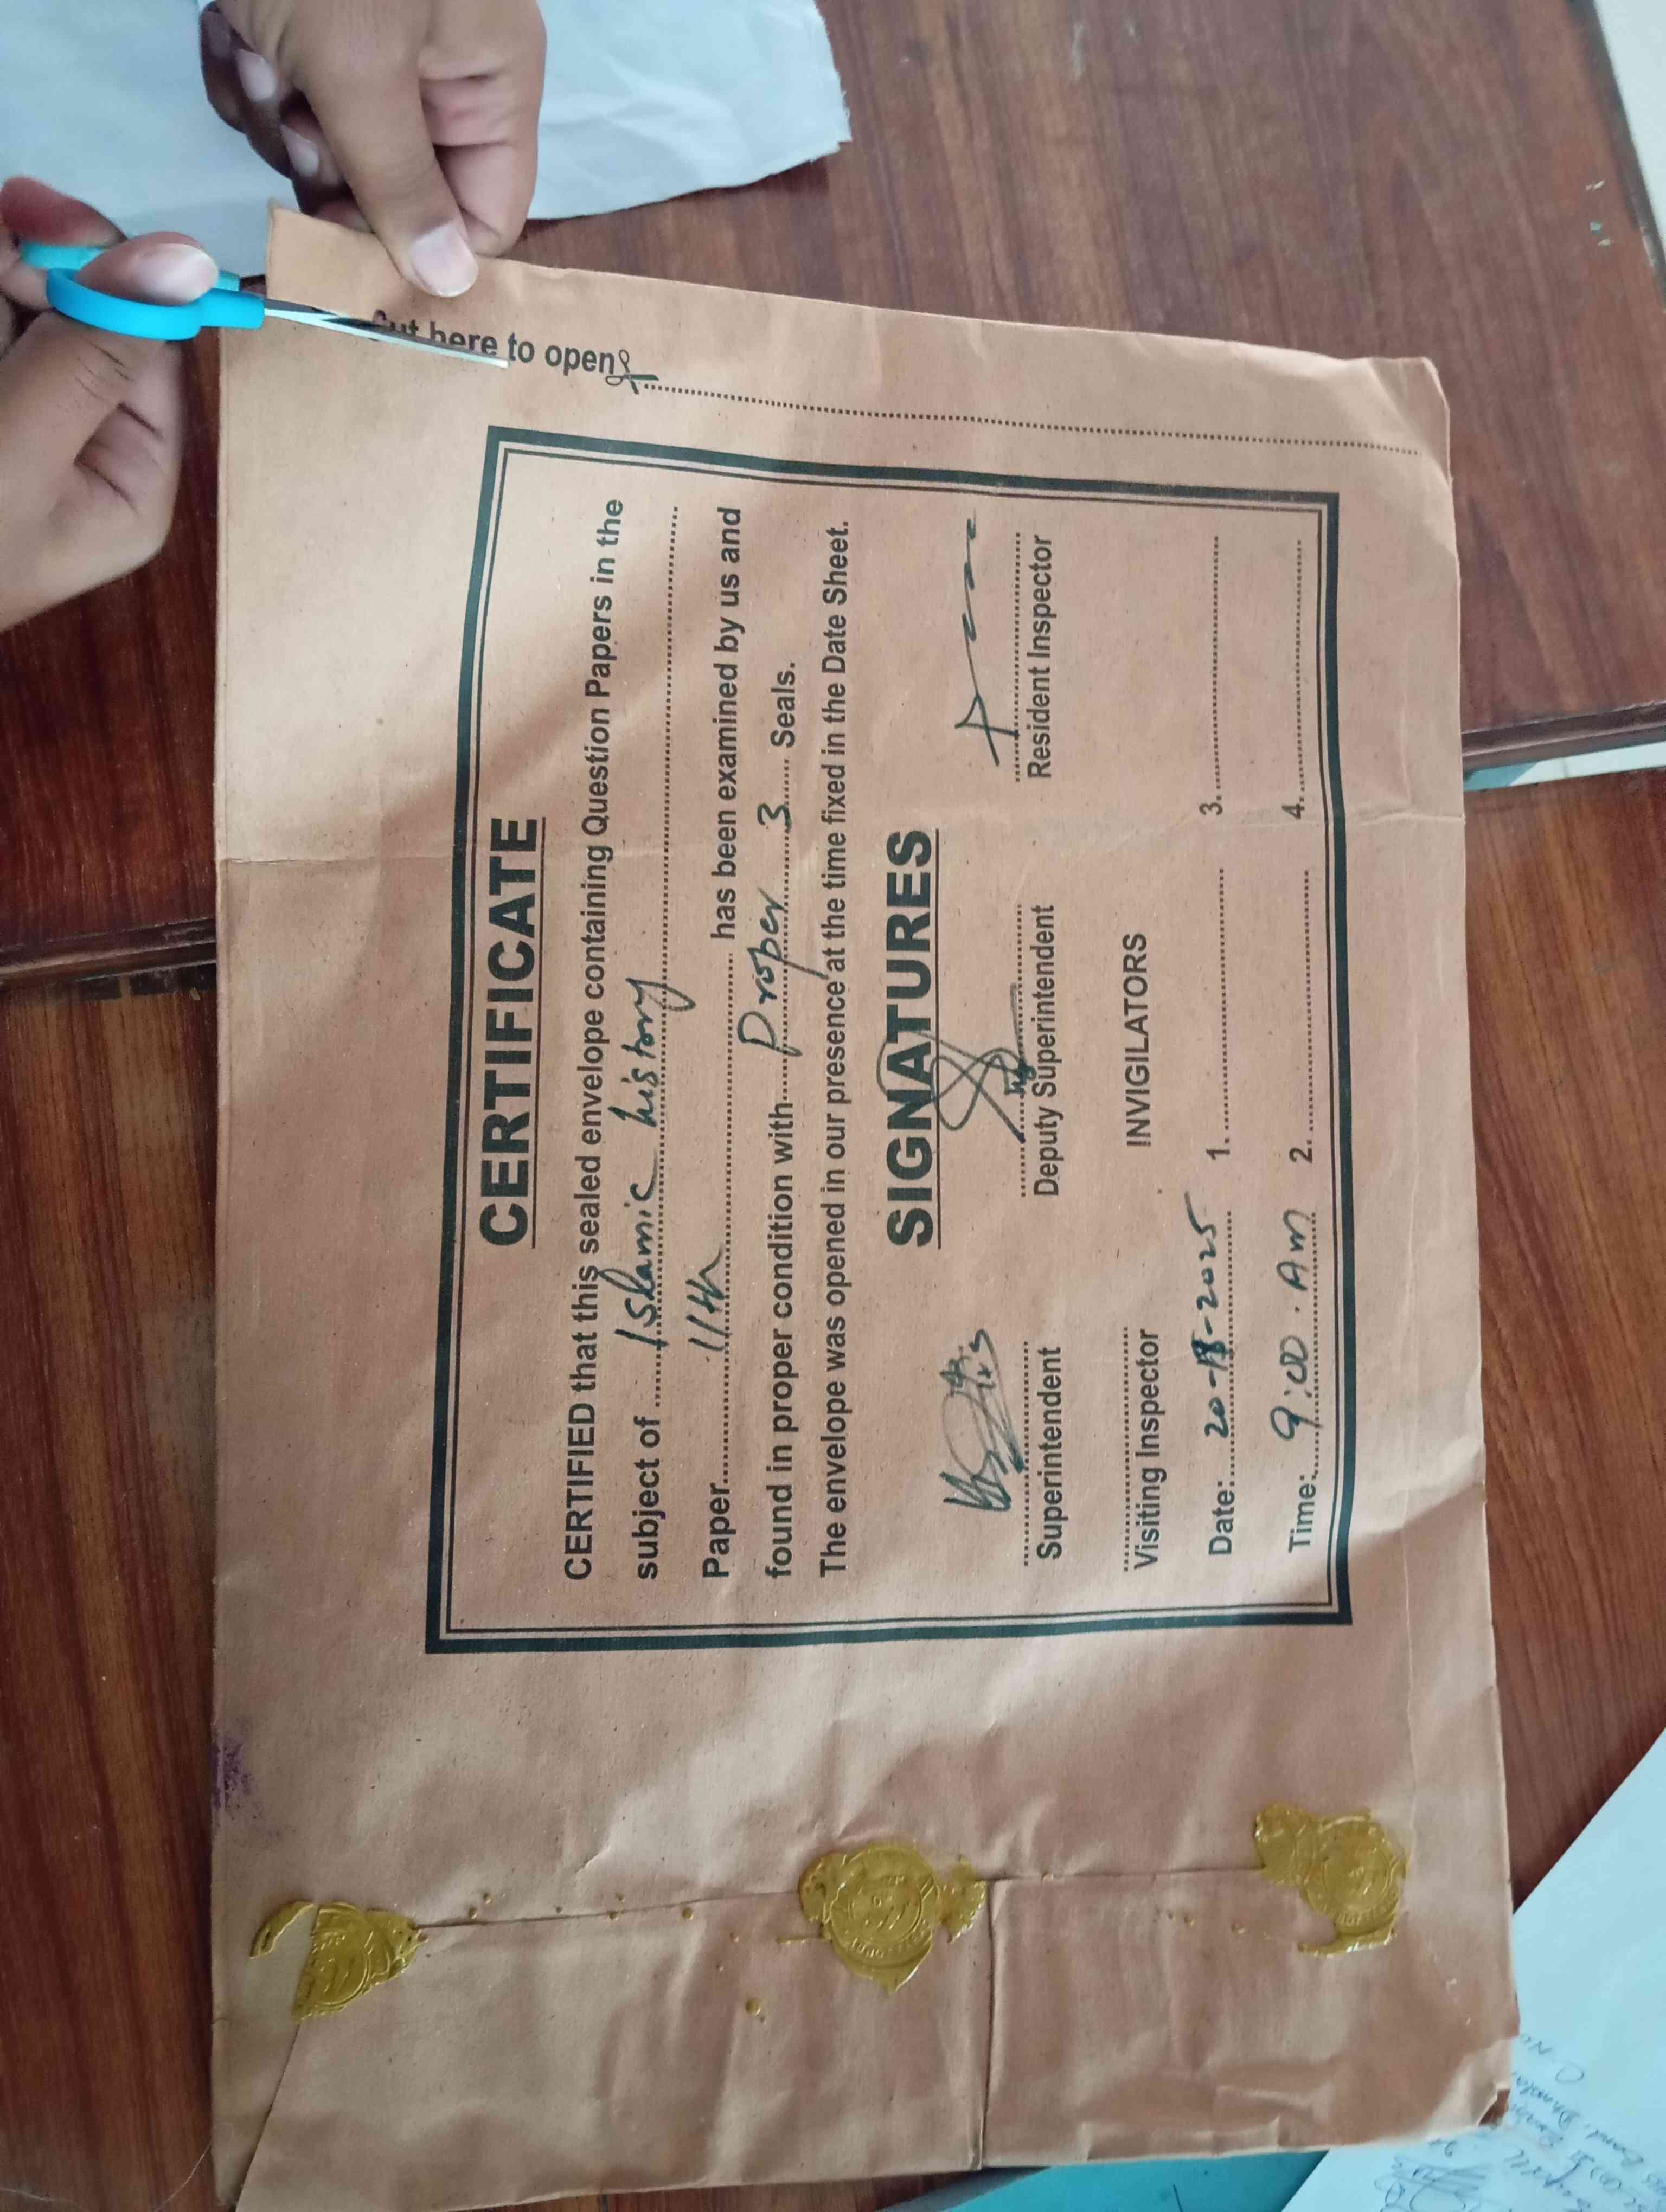 Cut here to open
CERTIFICATE
CERTIFIED that this sealed envelope containing Question Papers in the
subject of Islamic history
Paper 11th has been examined by us and
found in proper condition with Proper 3 Seals.
The envelope was opened in our presence at the time fixed in the Date Sheet.
SIGNATURES
Superintendent Deputy Superintendent Resident Inspector
Visiting Inspector INVIGILATORS
Date: 20- -2025 1. 3.
Time: 9:00 . Am 2. 4.